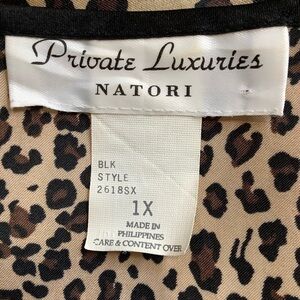 Private Luxuries
NATORI
BLK
STYLE
2618SX
1X
MADE IN
PHILIPPINES
CARE & CONTENT OVER